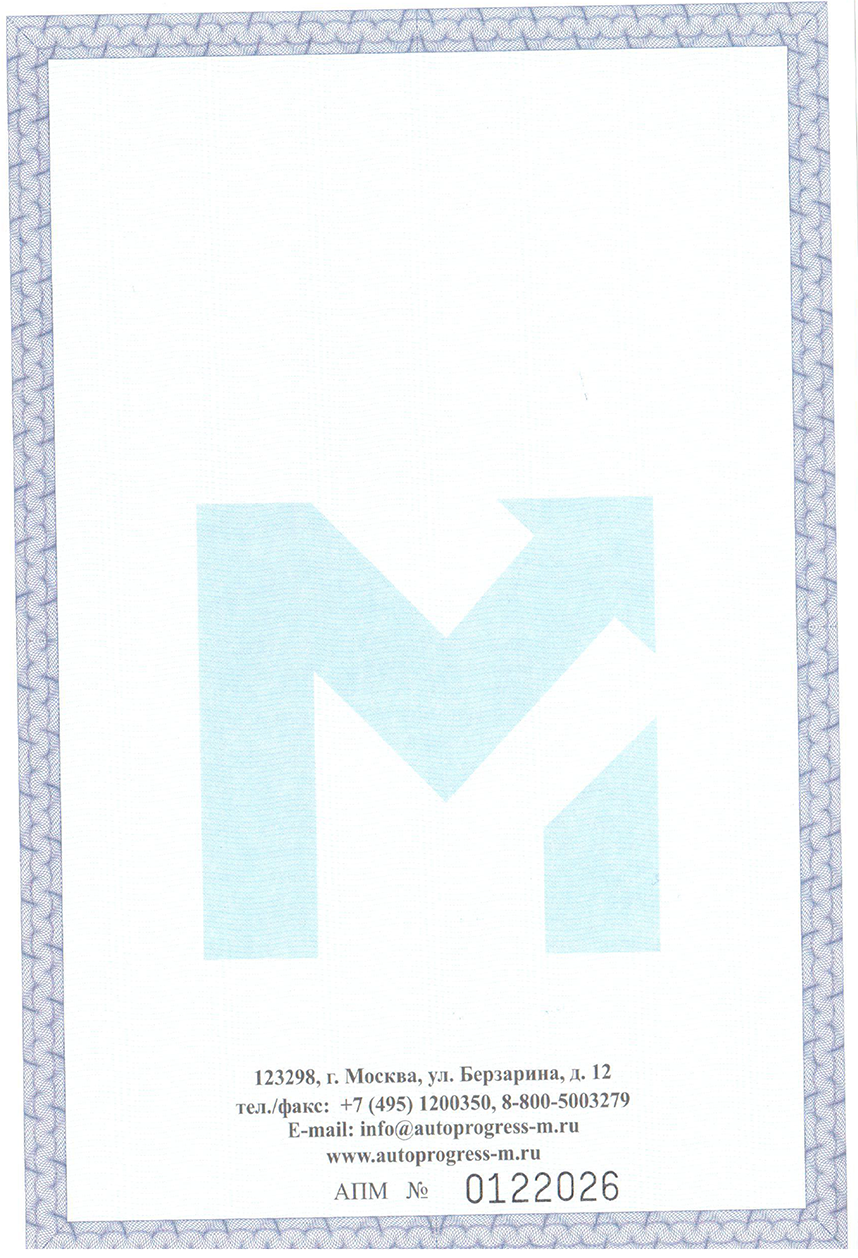 123298, г. Москва, ул. Берзарина, д. 12
тел./факс: +7 (495) 1200350, 8-800-5003279
E-mail: info@autoprogress-m.ru
www.autoprogress-m.ru
АПМ № 0122026